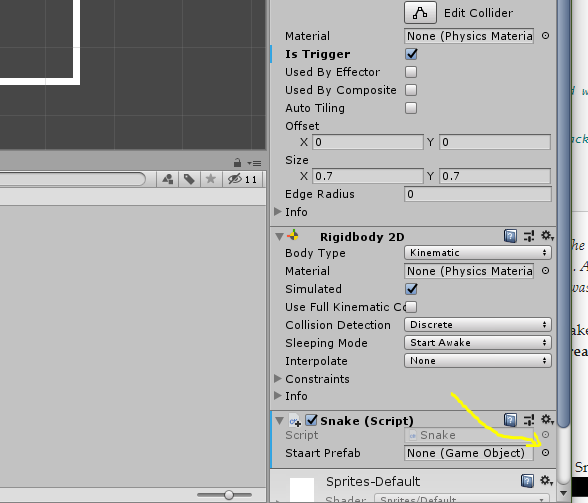 Edit Collider
Material None (Physics Materia
Is Trigger
Used By Effector
Used By Composite
Auto Tiling
Offset
X 0 Y 0
11
Size
X 0.7 Y 0.7
Edge Radius 0
Info
Rigidbody 2D
Body Type Kinematic
Material None (Physics Materia
Simulated
Use Full Kinematic Co
Collision Detection Discrete
Sleeping Mode Start Awake
Interpolate None
Constraints
Info
Snake (Script)
Script Snake
Staart Prefab None (Game Object)
Sprites-Default
Shader Sprites/Default